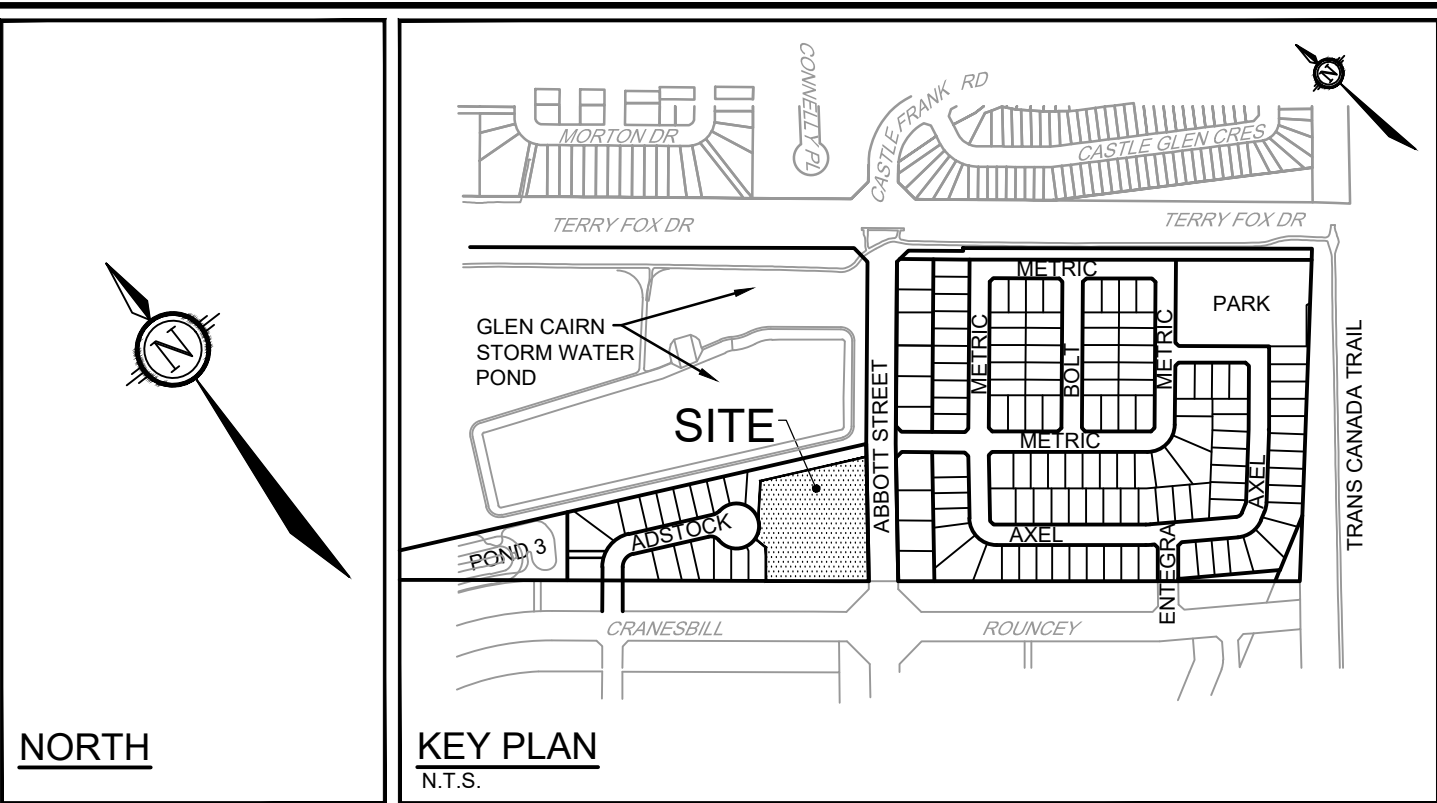 N
NORTH
N
CONNELLY PL
CASTLE FRANK RD
MORTON DR
CASTLE GLEN CRES
TERRY FOX DR
TERRY FOX DR
METRIC
PARK
GLEN CAIRN
STORM WATER
POND
METRIC
BOLT
METRIC
ABBOTT STREET
TRANS CANADA TRAIL
SITE
METRIC
AXEL
ADSTOCK
AXEL
POND 3
ENTEGRA
CRANESBILL
ROUNCEY
KEY PLAN
N.T.S.